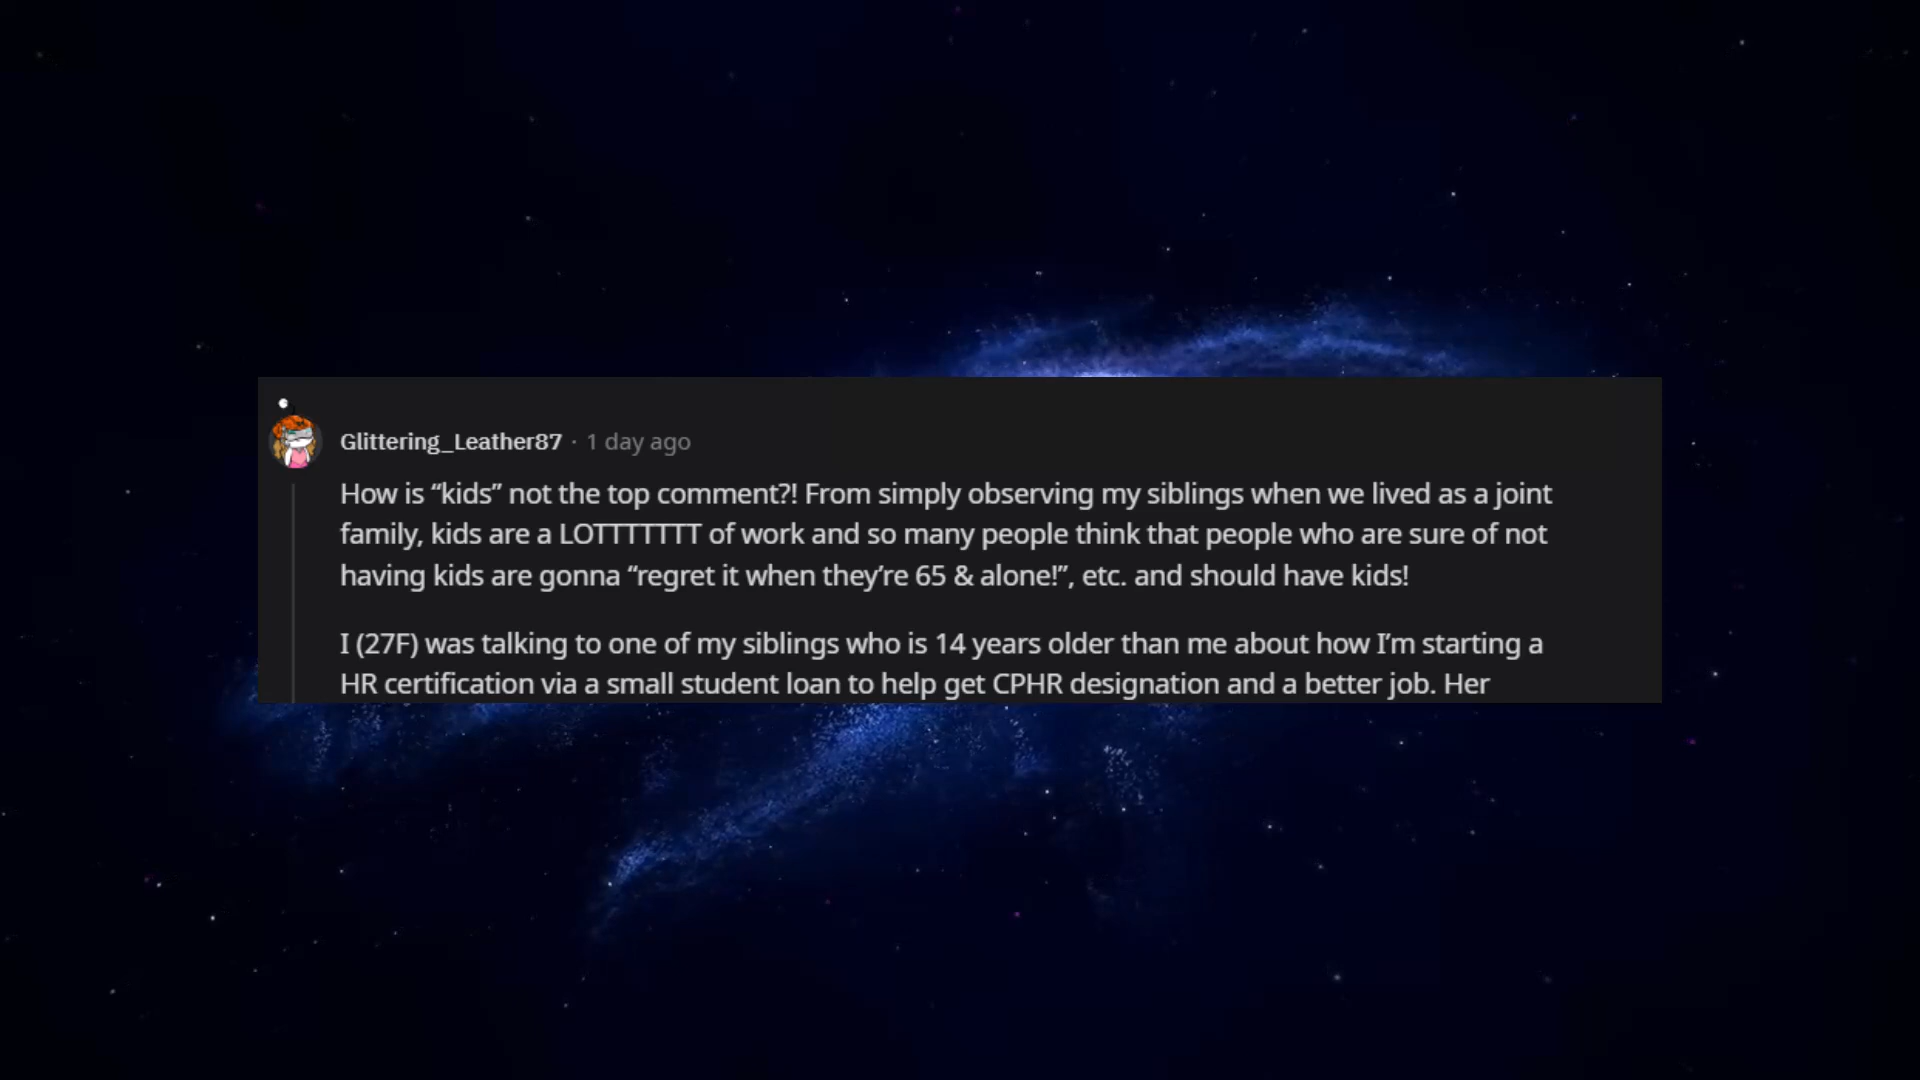 Glittering_Leather87 · 1 day ago
How is “kids” not the top comment?! From simply observing my siblings when we lived as a joint
family, kids are a LOTTTTTTT of work and so many people think that people who are sure of not
having kids are gonna “regret it when they’re 65 & alone!”, etc. and should have kids!
I (27F) was talking to one of my siblings who is 14 years older than me about how I’m starting a
HR certification via a small student loan to help get CPHR designation and a better job. Her